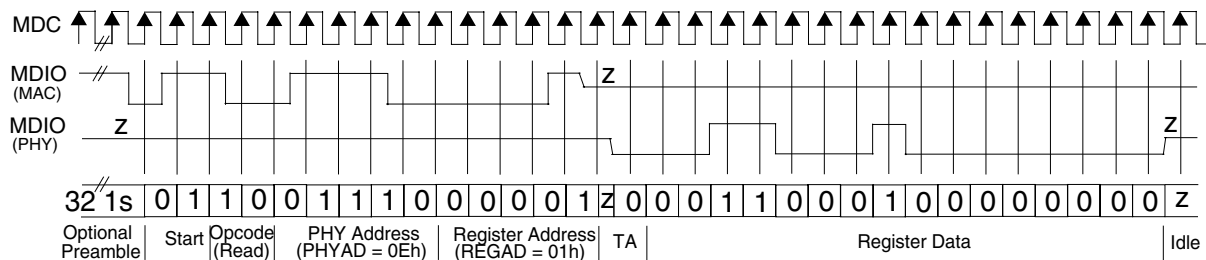 MDC
MDIO
(MAC)
z
MDIO
(PHY)
z
z
32 1s 0 1 1 0 0 1 1 1 0 0 0 0 0 1 z 0 0 0 1 1 0 0 0 1 0 0 0 0 0 0 0 0 z
Optional
Preamble
Start
Opcode
(Read)
PHY Address
(PHYAD = 0Eh)
Register Address
(REGAD = 01h)
TA
Register Data
Idle